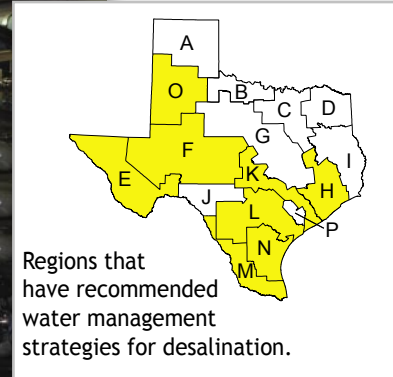 A
O
B
C
D
G
F
I
K
E
H
J
L
P
N
M
Regions that
have recommended
water management
strategies for desalination.